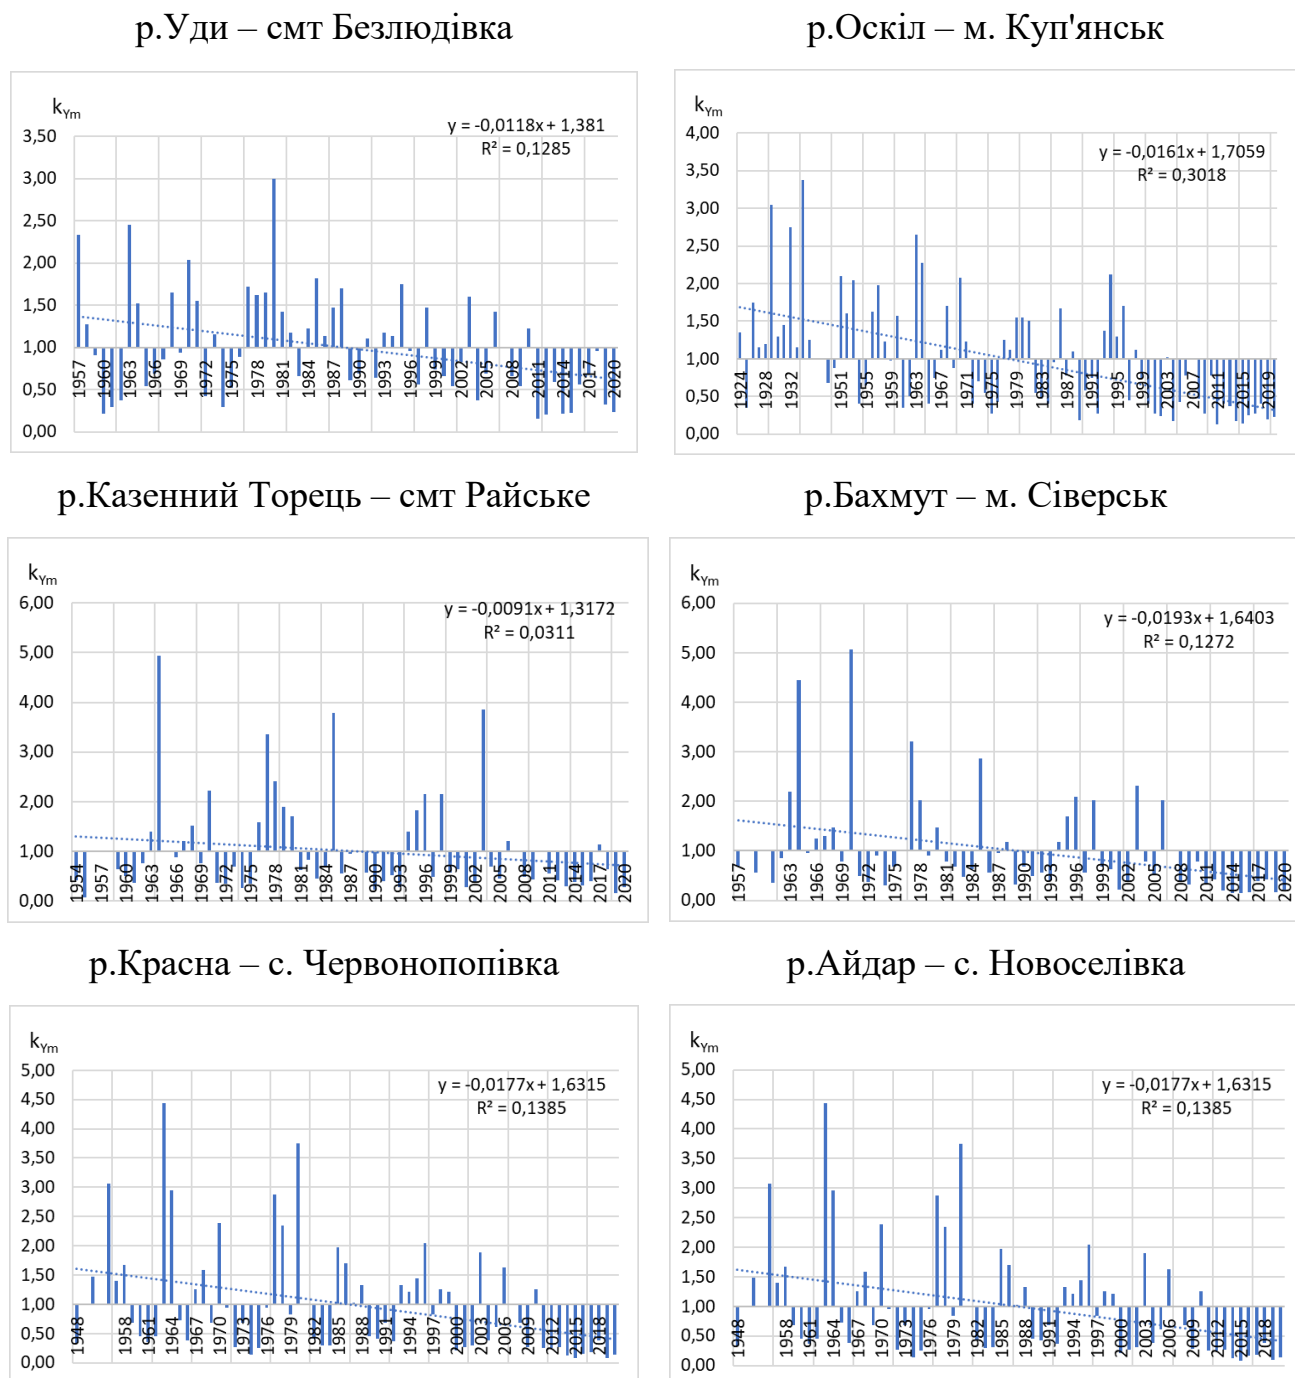 р.Уди – смт Безлюдівка
kYm
y = -0,0118x + 1,381
R² = 0,1285
3,50
3,00
2,50
2,00
1,50
1,00
0,50
0,00
1957 1960 1963 1966 1969 1972 1975 1978 1981 1984 1987 1990 1993 1996 1999 2002 2005 2008 2011 2014 2017 2020
р.Оскіл – м. Куп'янськ
kYm
y = -0,0161x + 1,7059
R² = 0,3018
4,00
3,50
3,00
2,50
2,00
1,50
1,00
0,50
0,00
1924 1928 1932 1951 1955 1959 1963 1967 1971 1975 1979 1983 1987 1991 1995 1999 2003 2007 2011 2015 2019
р.Казенний Торець – смт Райське
kYm
y = -0,0091x + 1,3172
R² = 0,0311
6,00
5,00
4,00
3,00
2,00
1,00
0,00
1954 1957 1960 1963 1966 1969 1972 1975 1978 1981 1984 1987 1990 1993 1996 1999 2002 2005 2008 2011 2014 2017 2020
р.Бахмут – м. Сіверськ
kYm
y = -0,0193x + 1,6403
R² = 0,1272
6,00
5,00
4,00
3,00
2,00
1,00
0,00
1957 1963 1966 1969 1972 1975 1978 1981 1984 1987 1990 1993 1996 1999 2002 2005 2008 2011 2014 2017 2020
р.Красна – с. Червонопопівка
kYm
y = -0,0177x + 1,6315
R² = 0,1385
5,00
4,50
4,00
3,50
3,00
2,50
2,00
1,50
1,00
0,50
0,00
1948 1958 1961 1964 1967 1970 1973 1976 1979 1982 1985 1988 1991 1994 1997 2000 2003 2006 2009 2012 2015 2018
р.Айдар – с. Новоселівка
kYm
y = -0,0177x + 1,6315
R² = 0,1385
5,00
4,50
4,00
3,50
3,00
2,50
2,00
1,50
1,00
0,50
0,00
1948 1958 1961 1964 1967 1970 1973 1976 1979 1982 1985 1988 1991 1994 1997 2000 2003 2006 2009 2012 2015 2018